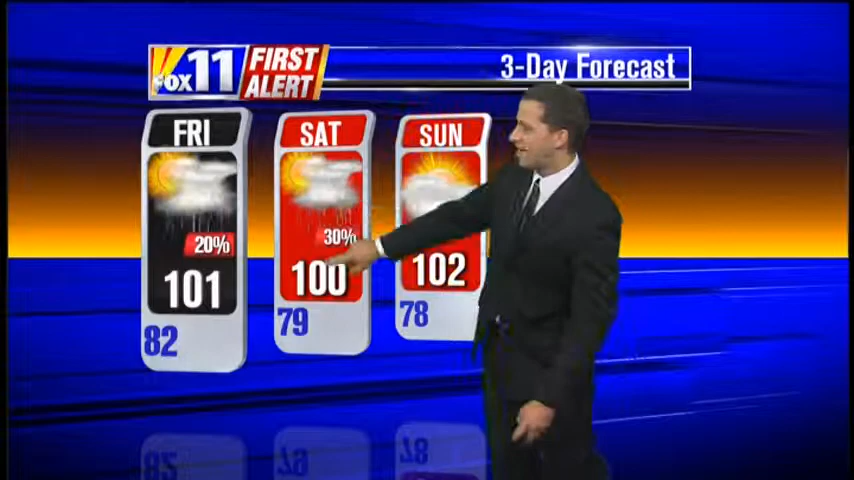 FOX 11 FIRST ALERT
3-Day Forecast
FRI
20%
101
82
SAT
30%
100
79
SUN
102
78